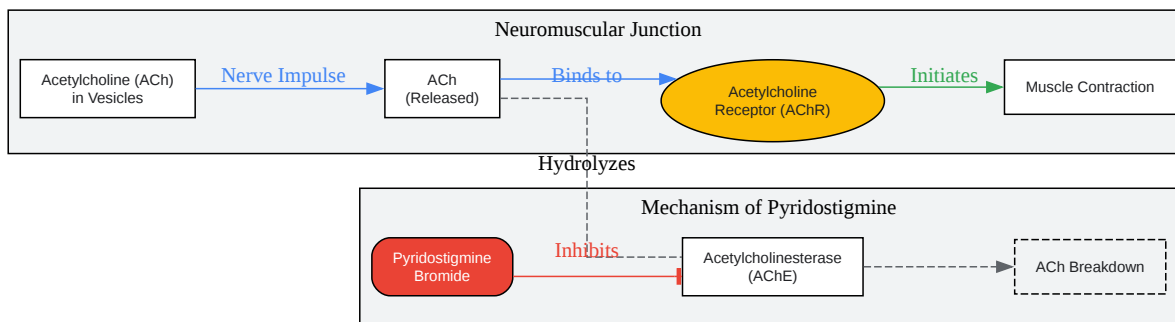 Neuromuscular Junction
Acetylcholine (ACh)
in Vesicles
Nerve Impulse
ACh
(Released)
Binds to
Acetylcholine
Receptor (AChR)
Initiates
Muscle Contraction
Hydrolyzes
Mechanism of Pyridostigmine
Pyridostigmine
Bromide
Inhibits
Acetylcholinesterase
(AChE)
ACh Breakdown